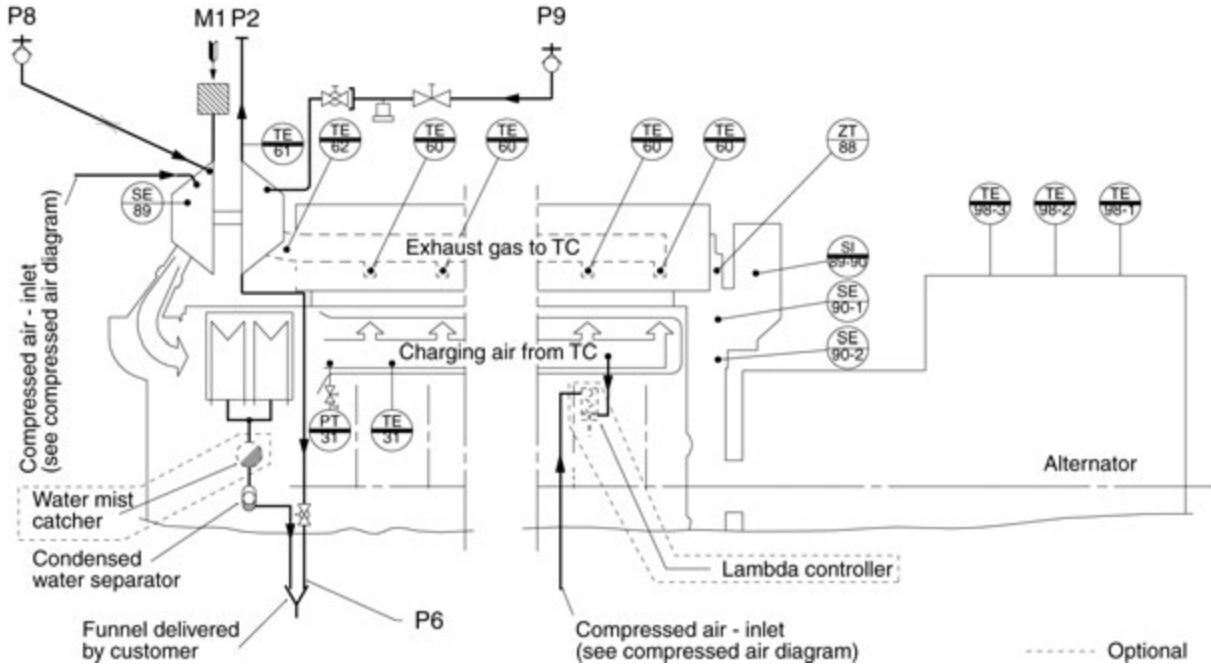 P8
M1
P2
P9
TE
61
TE
62
TE
60
TE
60
TE
60
TE
60
ZT
88
SE
89
TE
98-3
TE
98-2
TE
98-1
Exhaust gas to TC
SI
89-90
SE
90-1
SE
90-2
Compressed air - inlet
(see compressed air diagram)
Charging air from TC
PT
31
TE
31
Alternator
Water mist
catcher
Condensed
water separator
Lambda controller
P6
Funnel delivered
by customer
Compressed air - inlet
(see compressed air diagram)
Optional